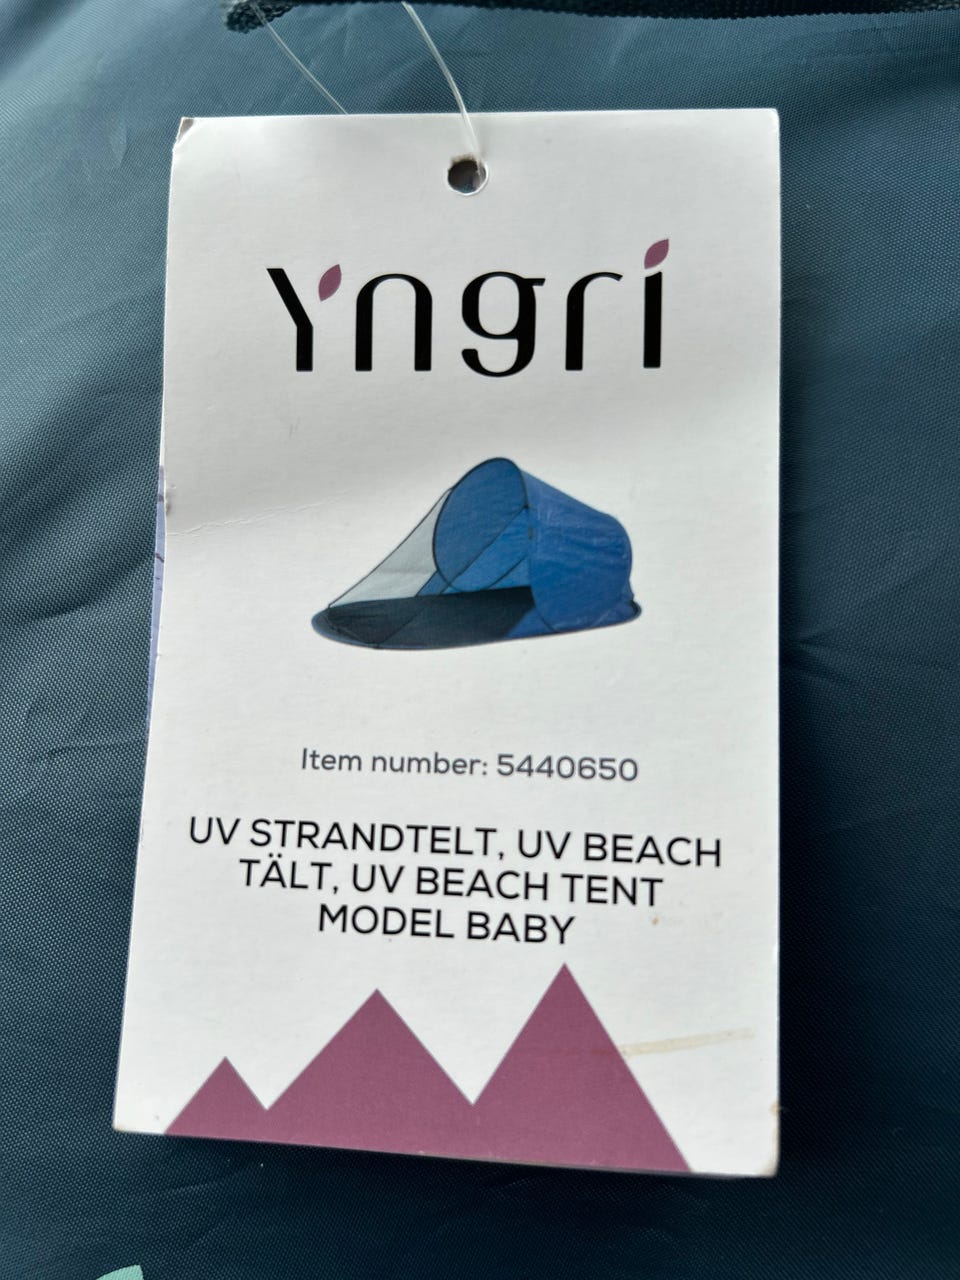 Yngri
Item number: 5440650
UV STRANDTELT, UV BEACH
TÄLT, UV BEACH TENT
MODEL BABY